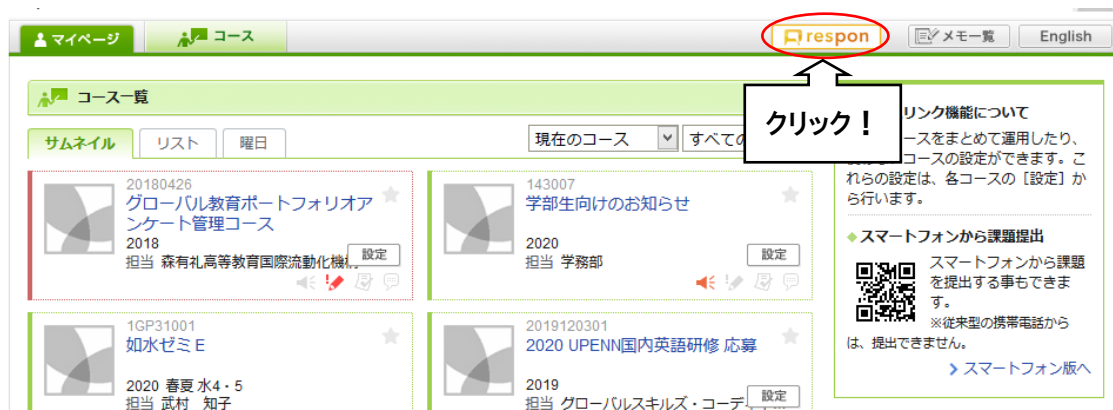 マイページ
コース
respon
メモ一覧
English
クリック！
コース一覧
サムネイル
リスト
曜日
現在のコース
すべての
20180426
グローバル教育ポートフォリオア
ンケート管理コース
2018
担当 森有礼高等教育国際流動化機構
設定
143007
学部生向けのお知らせ
2020
担当 学務部
設定
1GP31001
如水ゼミＥ
2020 春夏 水4・5
担当 武村 知子
2019120301
2020 UPENN国内英語研修 応募
2019
担当 グローバルスキルズ・コーデ
設定
リンク機能について
ースをまとめて運用したり、
コースの設定ができます。こ
れらの設定は、各コースの［設定］か
ら行います。
スマートフォンから課題提出
スマートフォンから課題
を提出する事もできま
す。
※従来型の携帯電話から
は、提出できません。
スマートフォン版へ